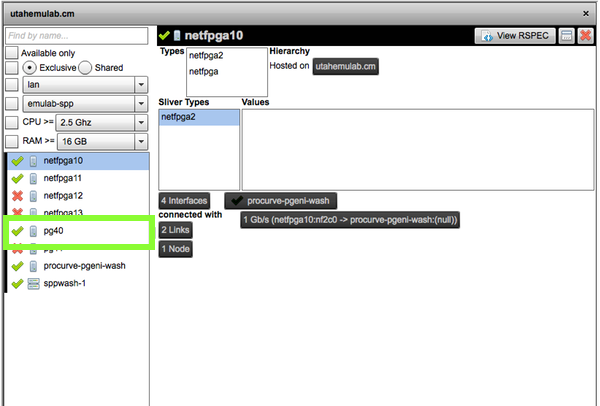 utahemulab.cm
Find by name...
Available only
Exclusive Shared
lan
emulab-spp
CPU >= 2.5 Ghz
RAM >= 16 GB
netfpga10
netfpga11
netfpga12
netfpga13
pg40
procurve-pgeni-wash
sppwash-1
netfpga10
View RSPEC
Types
netfpga2
netfpga
Hierarchy
Hosted on utahemulab.cm
Sliver Types
netfpga2
Values
4 Interfaces
connected with
2 Links
1 Node
procurve-pgeni-wash
1 Gb/s (netfpga10:nf2c0 -> procurve-pgeni-wash:(null))